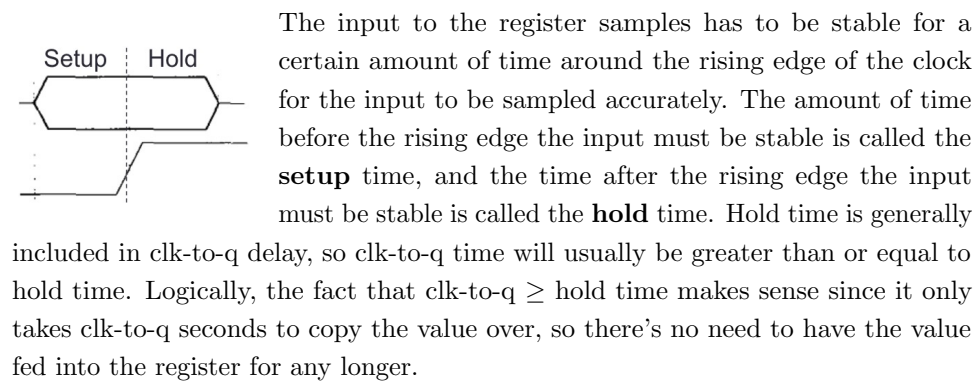 Setup Hold
The input to the register samples has to be stable for a
certain amount of time around the rising edge of the clock
for the input to be sampled accurately. The amount of time
before the rising edge the input must be stable is called the
setup time, and the time after the rising edge the input
must be stable is called the hold time. Hold time is generally
included in clk-to-q delay, so clk-to-q time will usually be greater than or equal to
hold time. Logically, the fact that clk-to-q ≥ hold time makes sense since it only
takes clk-to-q seconds to copy the value over, so there's no need to have the value
fed into the register for any longer.